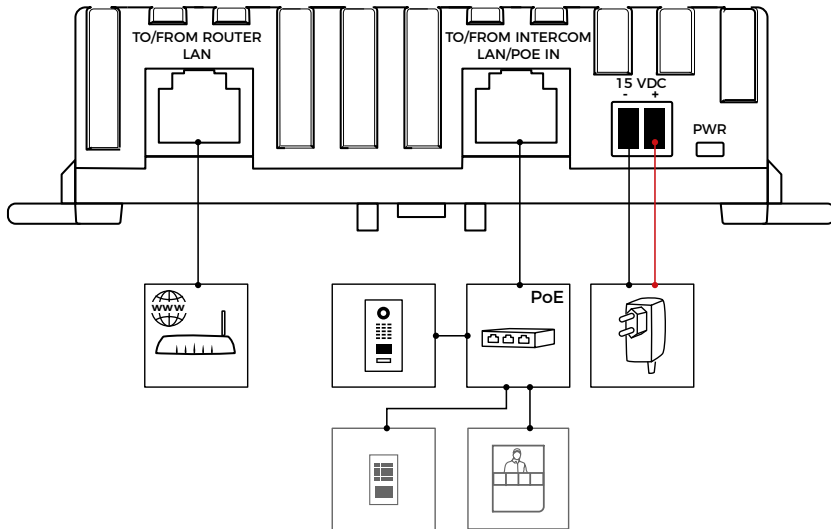 TO/FROM ROUTER
LAN
TO/FROM INTERCOM
LAN/POE IN
15 VDC
- +
PWR
www
PoE